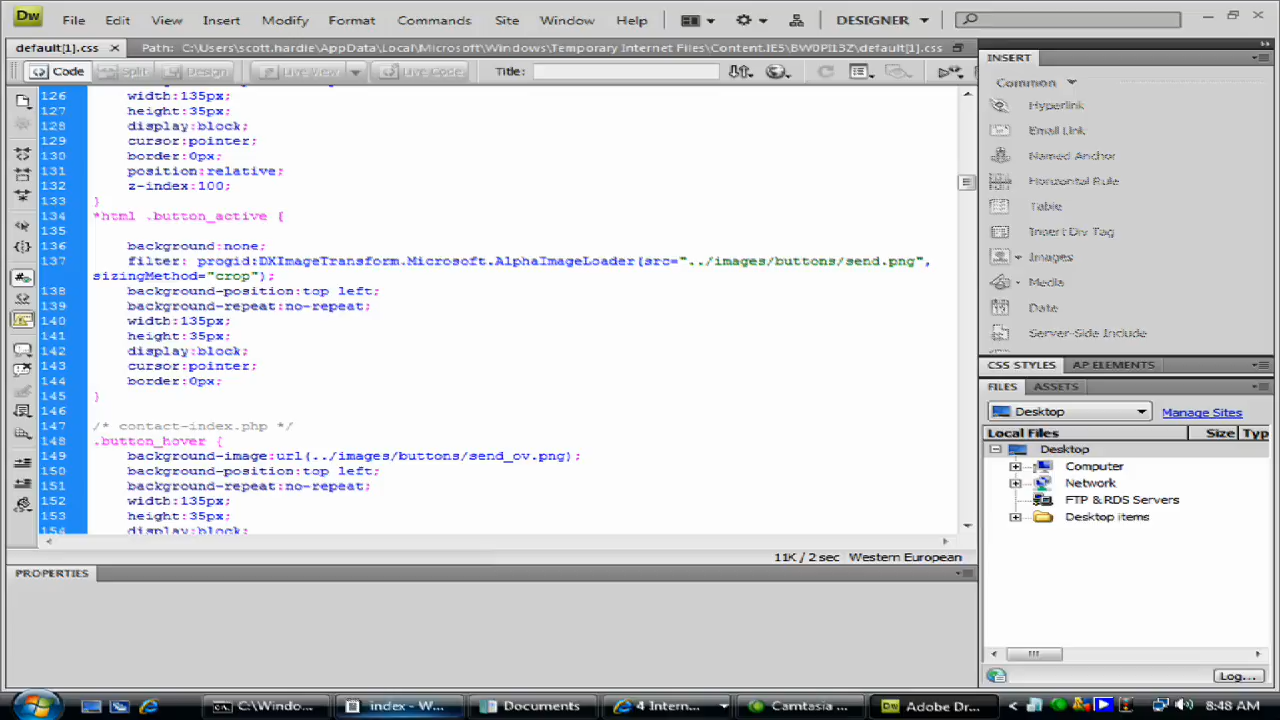 Dw File Edit View Insert Modify Format Commands Site Window Help DESIGNER
default[1].css Path: C:\Users\scott.hardie\AppData\Local\Microsoft\Windows\Temporary Internet Files\Content.IE5\BW0PI13Z\default[1].css
Code Split Design Live View Live Code Title:
126 width:135px;
127 height:35px;
128 display:block;
129 cursor:pointer;
130 border:0px;
131 position:relative;
132 z-index:100;
133 }
134 *html .button_active {
135
136 background:none;
137 filter: progid:DXImageTransform.Microsoft.AlphaImageLoader(src="../images/buttons/send.png",
sizingMethod="crop");
138 background-position:top left;
139 background-repeat:no-repeat;
140 width:135px;
141 height:35px;
142 display:block;
143 cursor:pointer;
144 border:0px;
145 }
146
147 /* contact-index.php */
148 .button_hover {
149 background-image:url(../images/buttons/send_ov.png);
150 background-position:top left;
151 background-repeat:no-repeat;
152 width:135px;
153 height:35px;
154 display:block;
11K / 2 sec Western European
PROPERTIES
INSERT
Common
Hyperlink
Email Link
Named Anchor
Horizontal Rule
Table
Insert Div Tag
Images
Media
Date
Server-Side Include
CSS STYLES AP ELEMENTS
FILES ASSETS
Desktop Manage Sites
Local Files Size Typ
Desktop
Computer
Network
FTP & RDS Servers
Desktop items
Log...
C:\Windo... index - W... Documents 4 Intern... Camtasia ... Dw Adobe Dr... 8:48 AM